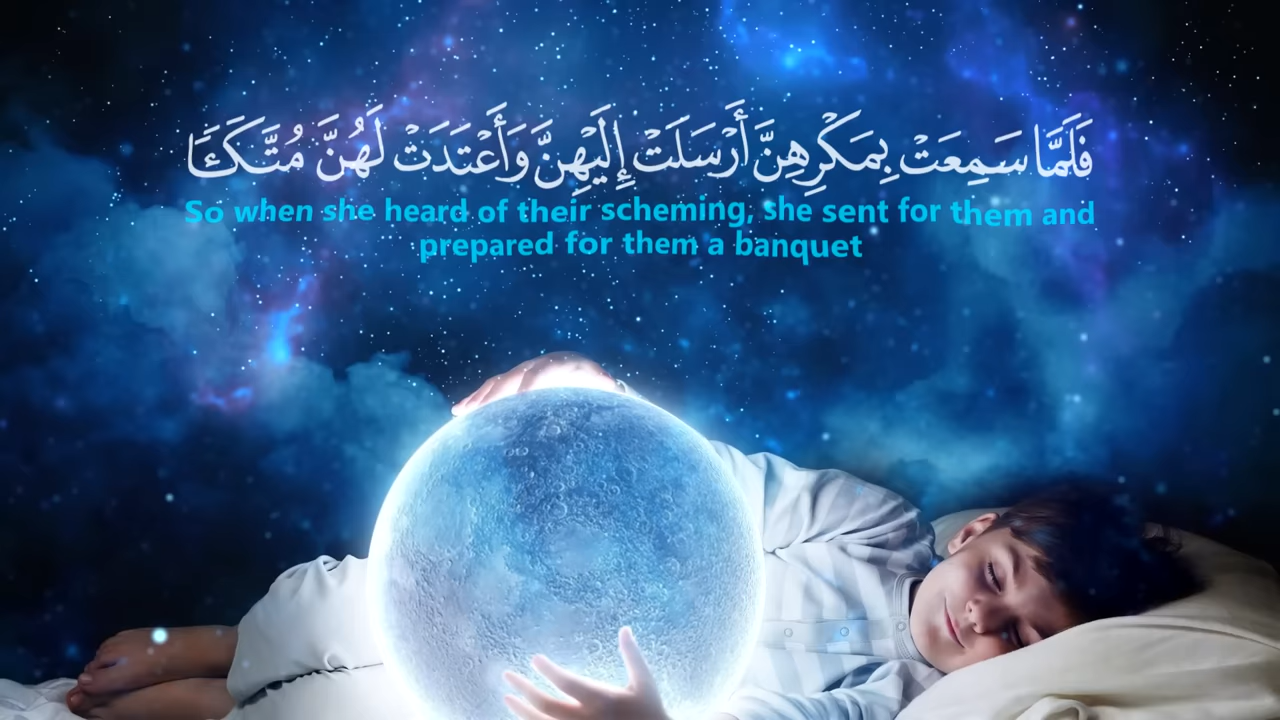 فَلَمَّا سَمِعَتْ بِمَكْرِهِنَّ أَرْسَلَتْ إِلَيْهِنَّ وَأَعْتَدَتْ لَهُنَّ مُتَّكَـًٔا
So when she heard of their scheming, she sent for them and
prepared for them a banquet